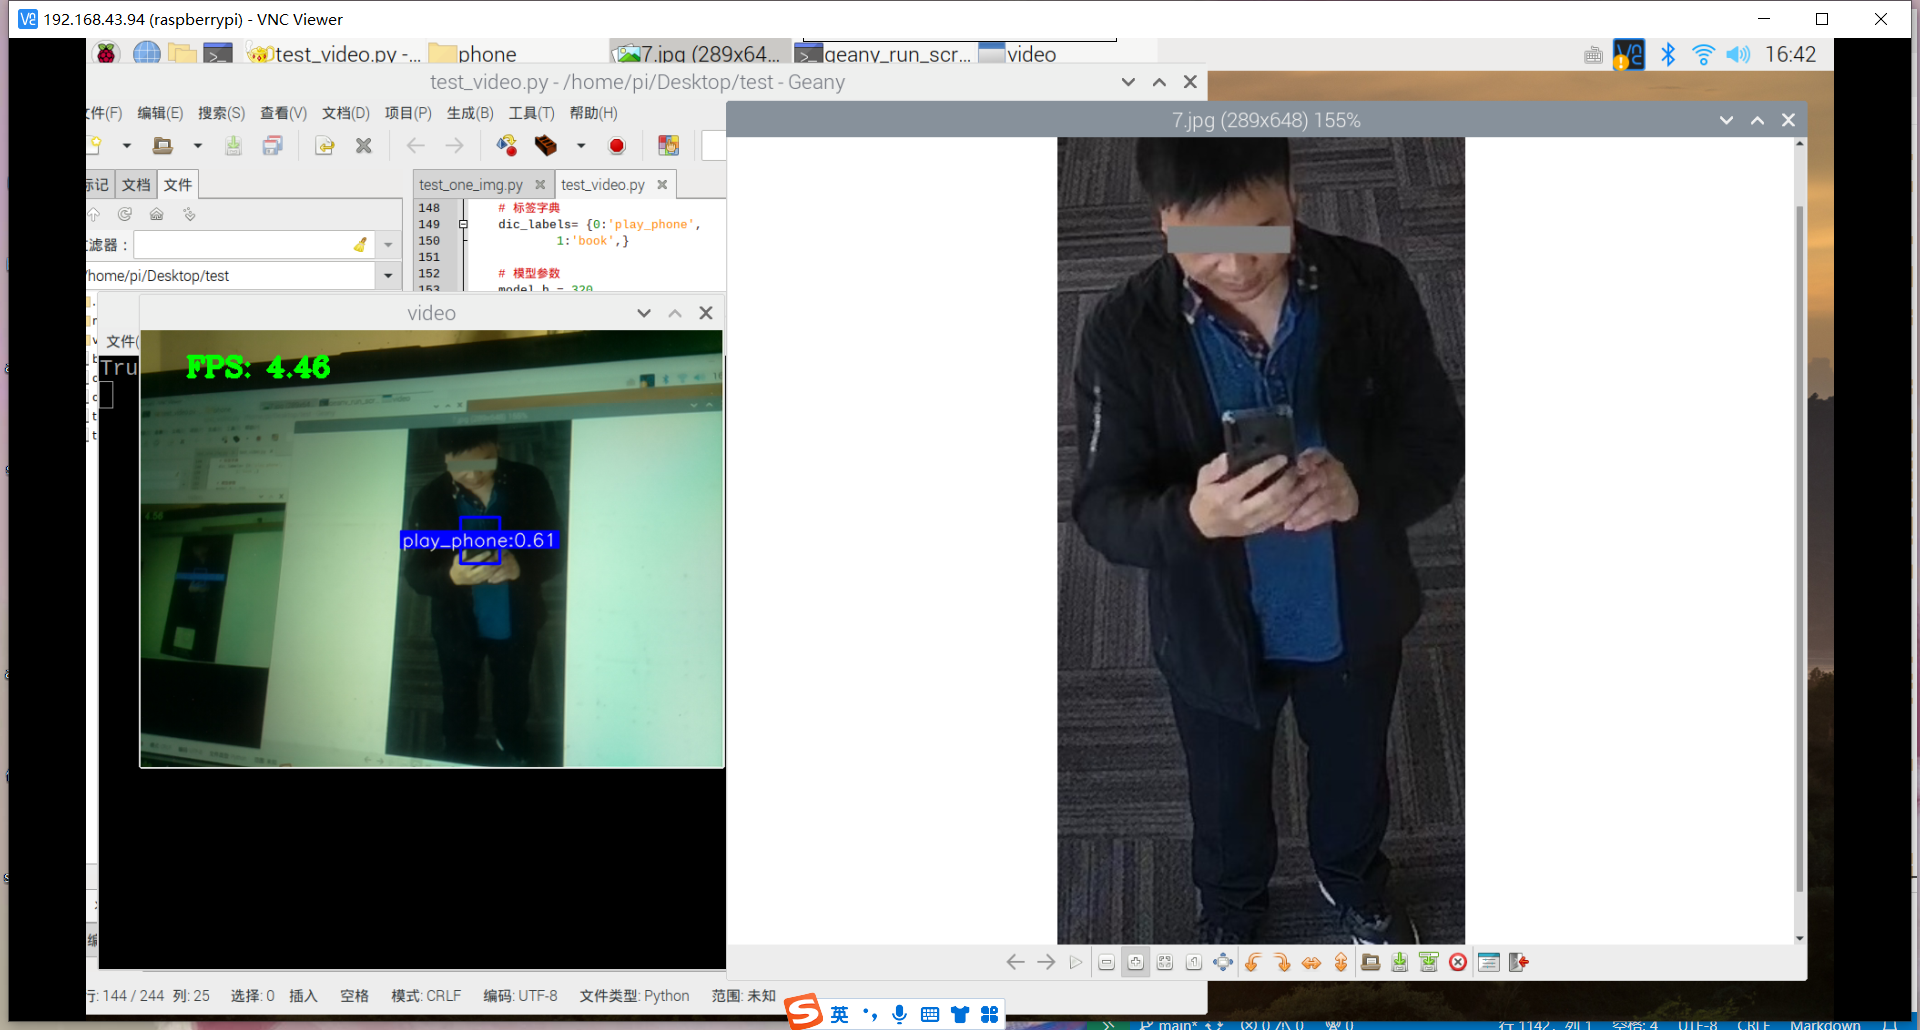 192.168.43.94 (raspberrypi) - VNC Viewer
test_video.py -...
phone
7.jpg (289x64...
geany_run_scr...
video
16:42
test_video.py - /home/pi/Desktop/test - Geany
文件(F) 编辑(E) 搜索(S) 查看(V) 文档(D) 项目(P) 生成(B) 工具(T) 帮助(H)
7.jpg (289x648) 155%
标记 文档 文件
test_one_img.py
test_video.py
148 # 标签字典
149 dic_labels= {0:'play_phone',
150 1:'book',}
151
152 # 模型参数
153 model_h = 320
过滤器：
/home/pi/Desktop/test
video
文件(
Tru
FPS: 4.46
play_phone:0.61
行: 144 / 244 列: 25 选择: 0 插入 空格 模式: CRLF 编码: UTF-8 文件类型: Python 范围: 未知
英
main*
行 1142，列 1 空格: 4 UTF-8 CRLF Markdown